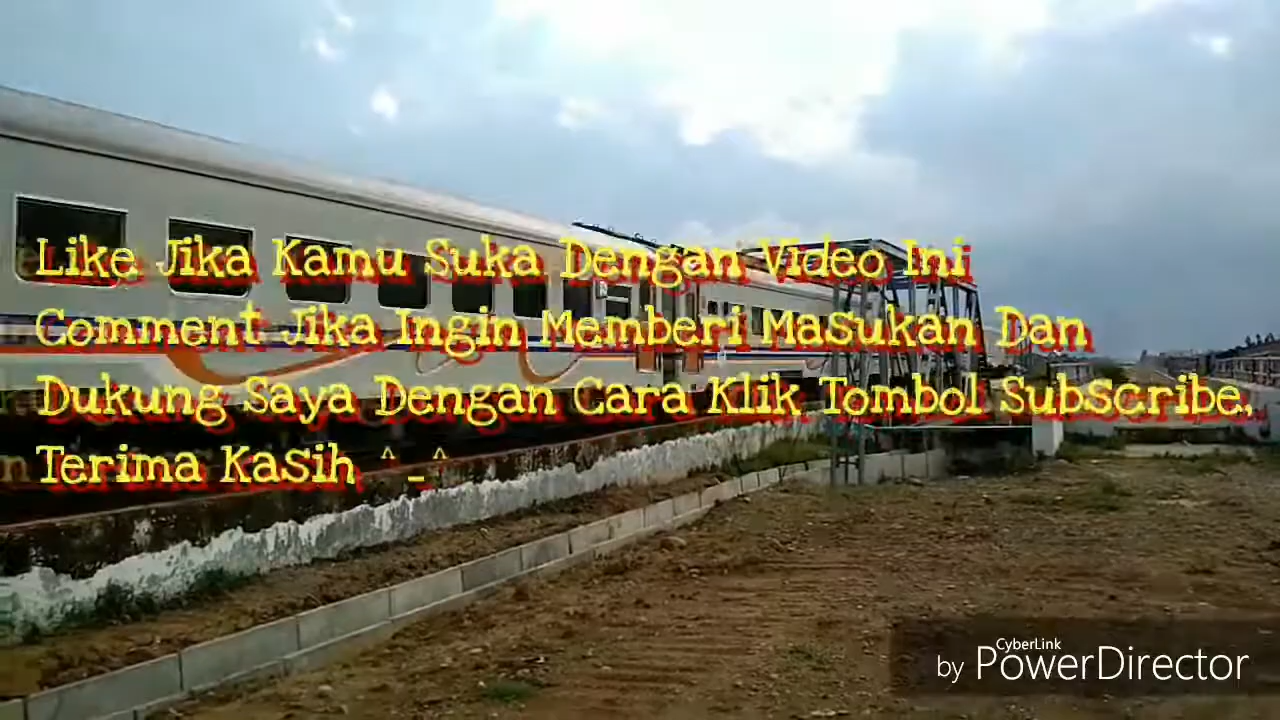 Like Jika Kamu Suka Dengan Video Ini
Comment Jika Ingin Memberi Masukan Dan
Dukung Saya Dengan Cara Klik Tombol Subscribe,
Terima Kasih ^_^
CyberLink
by PowerDirector